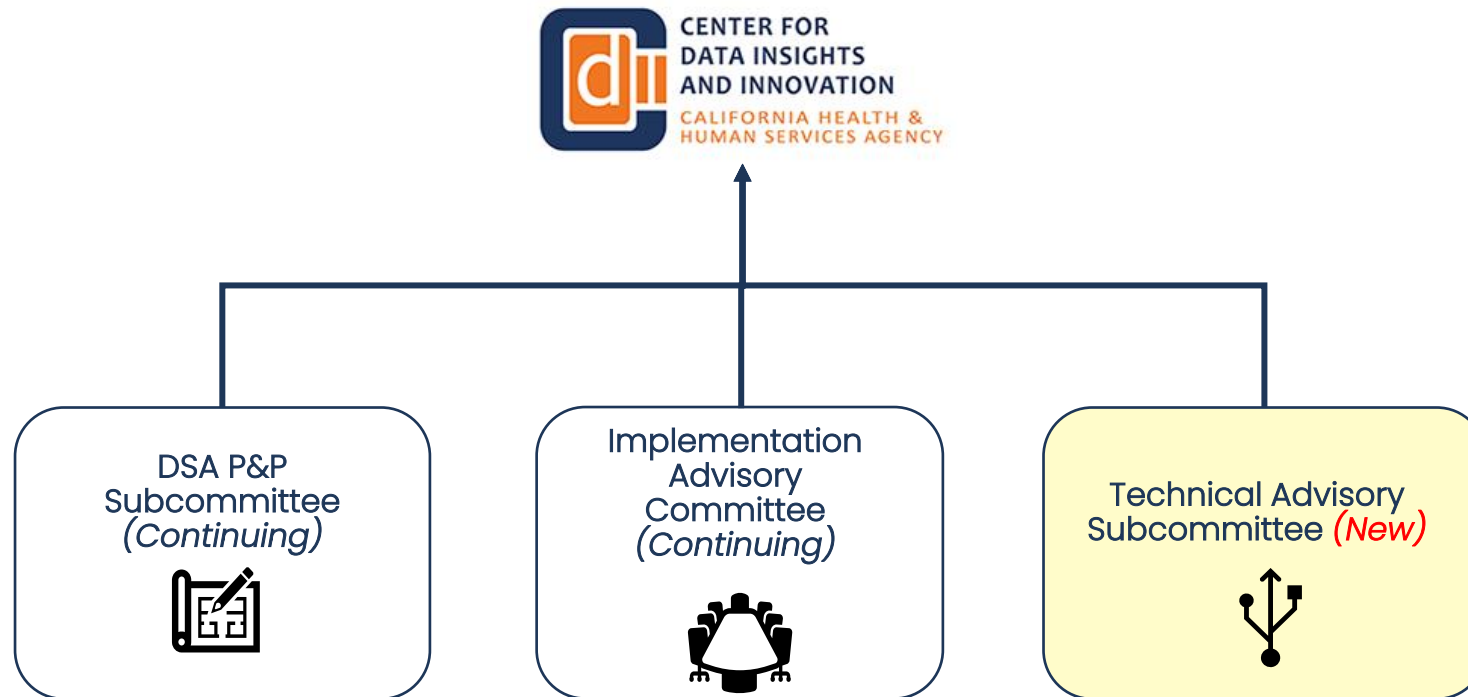 CENTER FOR
DATA INSIGHTS
AND INNOVATION
CALIFORNIA HEALTH &
HUMAN SERVICES AGENCY
DSA P&P
Subcommittee
(Continuing)
Implementation
Advisory
Committee
(Continuing)
Technical Advisory
Subcommittee (New)